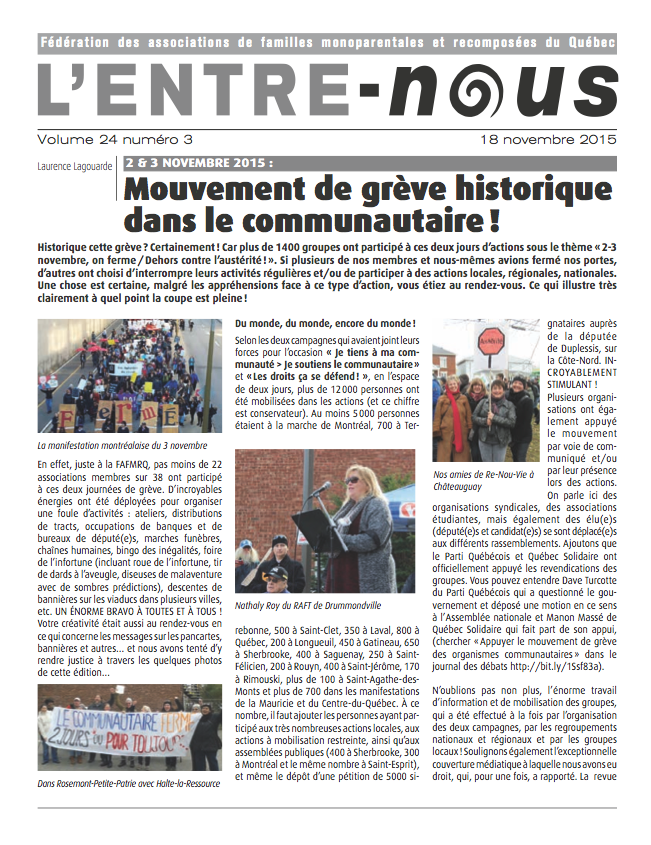 Fédération des associations de familles monoparentales et recomposées du Québec
L'ENTRE-nous
Volume 24 numéro 3
18 novembre 2015
Laurence Lagouarde
2 & 3 NOVEMBRE 2015 :
Mouvement de grève historique
dans le communautaire !
Historique cette grève ? Certainement ! Car plus de 1400 groupes ont participé à ces deux jours d'actions sous le thème « 2-3
novembre, on ferme / Dehors contre l'austérité ! ». Si plusieurs de nos membres et nous-mêmes avions fermé nos portes,
d'autres ont choisi d'interrompre leurs activités régulières et/ou de participer à des actions locales, régionales, nationales.
Une chose est certaine, malgré les appréhensions face à ce type d'action, vous étiez au rendez-vous. Ce qui illustre très
clairement à quel point la coupe est pleine !
FERMÉ
La manifestation montréalaise du 3 novembre
En effet, juste à la FAFMRQ, pas moins de 22
associations membres sur 38 ont participé
à ces deux journées de grève. D'incroyables
énergies ont été déployées pour organiser
une foule d'activités : ateliers, distributions
de tracts, occupations de banques et de
bureaux de député(e)s, marches funèbres,
chaînes humaines, bingo des inégalités, foire
de l'infortune (incluant roue de l'infortune, tir
de dards à l'aveugle, diseuses de malaventure
avec de sombres prédictions), descentes de
bannières sur les viaducs dans plusieurs villes,
etc. UN ÉNORME BRAVO À TOUTES ET À TOUS !
Votre créativité était aussi au rendez-vous en
ce qui concerne les messages sur les pancartes,
bannières et autres... et nous avons tenté d'y
rendre justice à travers les quelques photos
de cette édition...
LE COMMUNAUTAIRE FERME
2 JOURS OU POUR TOUJOURS...
Dans Rosemont-Petite-Patrie avec Halte-la-Ressource
Du monde, du monde, encore du monde !
Selon les deux campagnes qui avaient joint leurs
forces pour l'occasion « Je tiens à ma com-
munauté > Je soutiens le communautaire »
et « Les droits ça se défend ! », en l'espace
de deux jours, plus de 12 000 personnes ont
été mobilisées dans les actions (et ce chiffre
est conservateur). Au moins 5 000 personnes
étaient à la marche de Montréal, 700 à Ter-
Nathaly Roy du RAFT de Drummondville
rebonne, 500 à Saint-Clet, 350 à Laval, 800 à
Québec, 200 à Longueuil, 450 à Gatineau, 650
à Sherbrooke, 400 à Saguenay, 250 à Saint-
Félicien, 200 à Rouyn, 400 à Saint-Jérôme, 170
à Rimouski, plus de 100 à Saint-Agathe-des-
Monts et plus de 700 dans les manifestations
de la Mauricie et du Centre-du-Québec. À ce
nombre, il faut ajouter les personnes ayant par-
ticipé aux très nombreuses actions locales, aux
actions à mobilisation restreinte, ainsi qu'aux
assemblées publiques (400 à Sherbrooke, 300
à Montréal et le même nombre à Saint-Esprit),
et même le dépôt d'une pétition de 5000 si-
Nos amies de Re-Nou-Vie à
Châteauguay
gnataires auprès
de la députée
de Duplessis, sur
la Côte-Nord. IN-
CROYABLEMENT
STIMULANT !
Plusieurs organi-
sations ont éga-
lement appuyé
le mouvement
par voie de com-
muniqué et/ou
par leur présence
lors des actions.
On parle ici des
organisations syndicales, des associations
étudiantes, mais également des élu(e)s
(député(e)s et candidat(e)s) se sont déplacé(e)s
aux différents rassemblements. Ajoutons que
le Parti Québécois et Québec Solidaire ont
officiellement appuyé les revendications des
groupes. Vous pouvez entendre Dave Turcotte
du Parti Québécois qui a questionné le gou-
vernement et déposé une motion en ce sens
à l'Assemblée nationale et Manon Massé de
Québec Solidaire qui fait part de son appui,
(chercher « Appuyer le mouvement de grève
des organismes communautaires » dans le
journal des débats http://bit.ly/1Ssf83a).
N'oublions pas non plus, l'énorme travail
d'information et de mobilisation des groupes,
qui a été effectué à la fois par l'organisation
des deux campagnes, par les regroupements
nationaux et régionaux et par les groupes
locaux ! Soulignons également l'exceptionnelle
couverture médiatique à laquelle nous avons eu
droit, qui, pour une fois, a rapporté. La revue